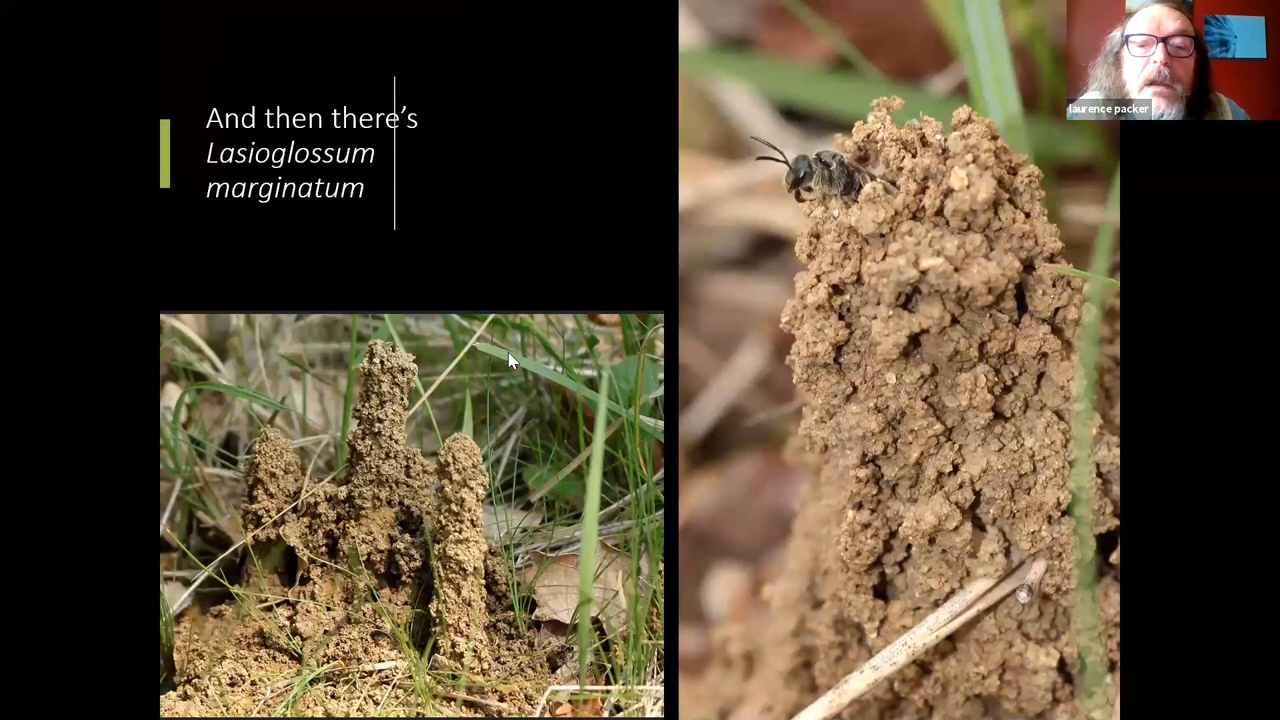 And then there’s
Lasioglossum
marginatum
laurence packer